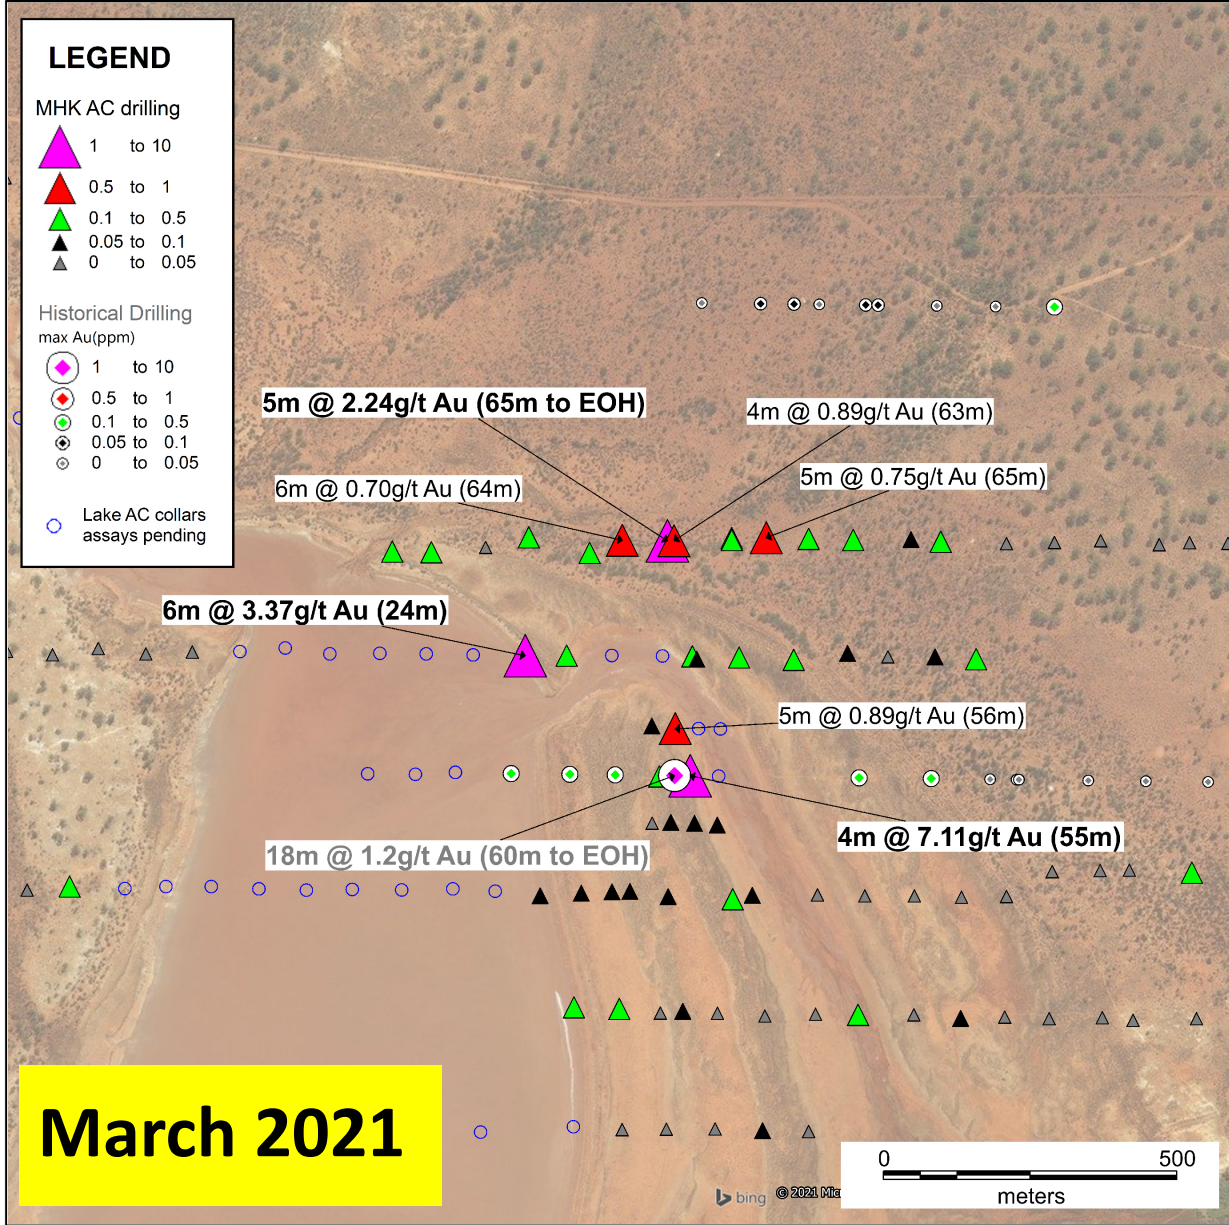 LEGEND
MHK AC drilling
1 to 10
0.5 to 1
0.1 to 0.5
0.05 to 0.1
0 to 0.05
Historical Drilling
max Au(ppm)
1 to 10
0.5 to 1
0.1 to 0.5
0.05 to 0.1
0 to 0.05
Lake AC collars
assays pending
5m @ 2.24g/t Au (65m to EOH)
4m @ 0.89g/t Au (63m)
6m @ 0.70g/t Au (64m)
5m @ 0.75g/t Au (65m)
6m @ 3.37g/t Au (24m)
5m @ 0.89g/t Au (56m)
18m @ 1.2g/t Au (60m to EOH)
4m @ 7.11g/t Au (55m)
March 2021
bing © 2021
0 500
meters